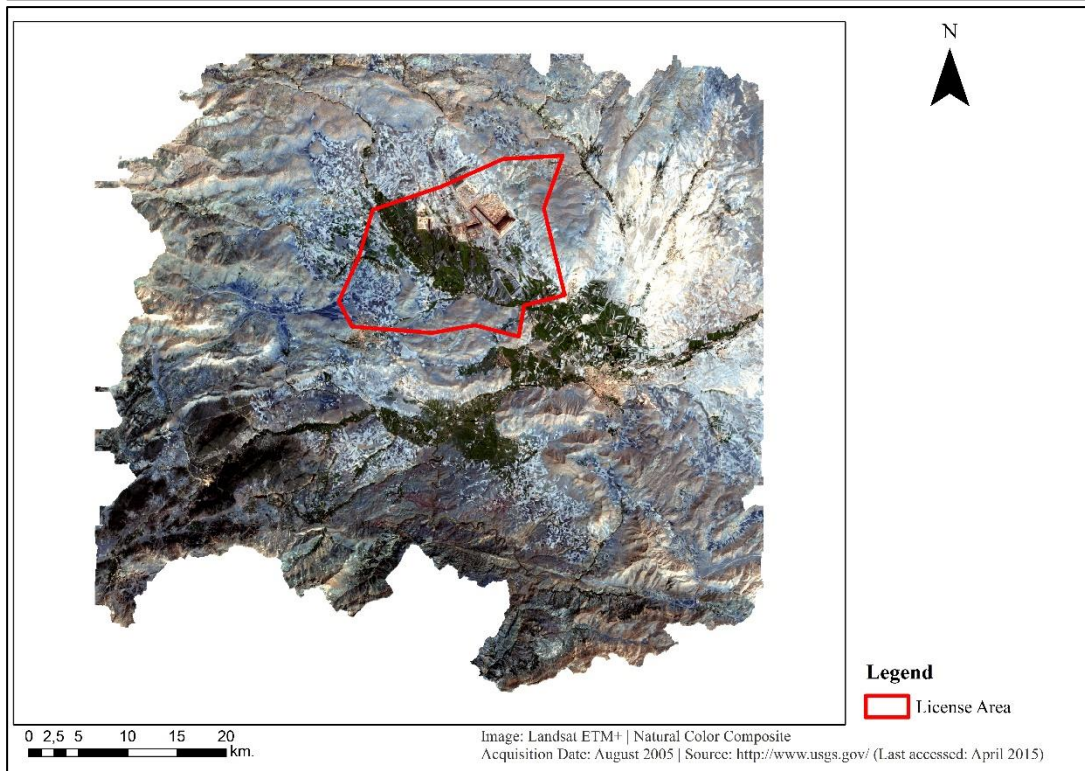 N
Legend
License Area
0 2,5 5 10 15 20
km.
Image: Landsat ETM+ | Natural Color Composite
Acquisition Date: August 2005 | Source: http://www.usgs.gov/ (Last accessed: April 2015)